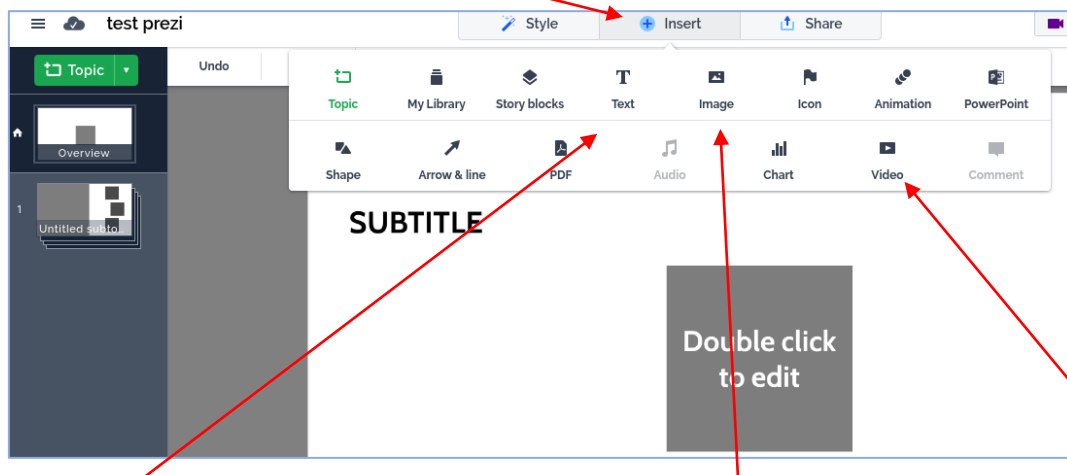 test prezi
Style
Insert
Share
Topic
Undo
Topic
My Library
Story blocks
Text
Image
Icon
Animation
PowerPoint
Shape
Arrow & line
PDF
Audio
Chart
Video
Comment
Overview
1
Untitled subto...
SUBTITLE
Double click
to edit